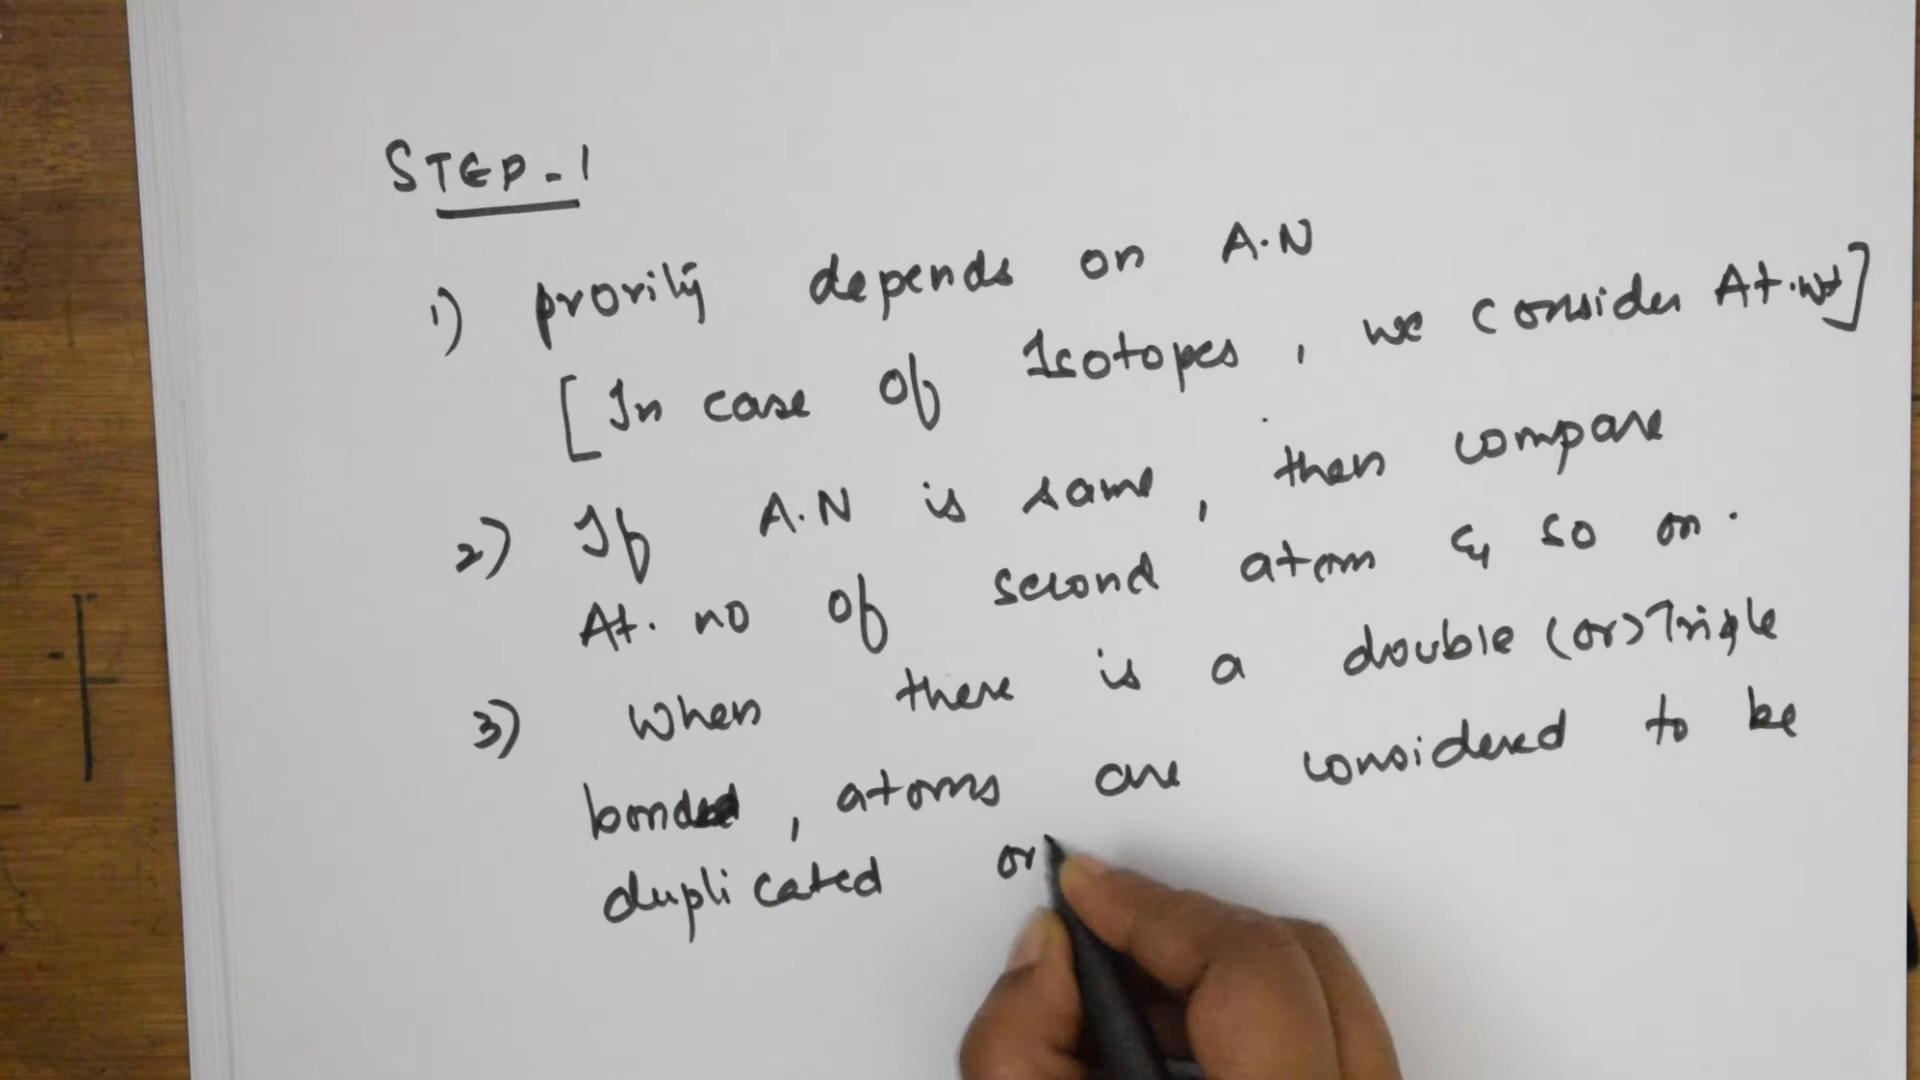 STEP-1
1) prority depends on A.N
[In case of Isotopes, we consider At.wt]
2) If A.N is same, then compare
At. no of second atom & so on.
3) When there is a double (or) Triple
bonded, atoms are considered to be
duplicated or